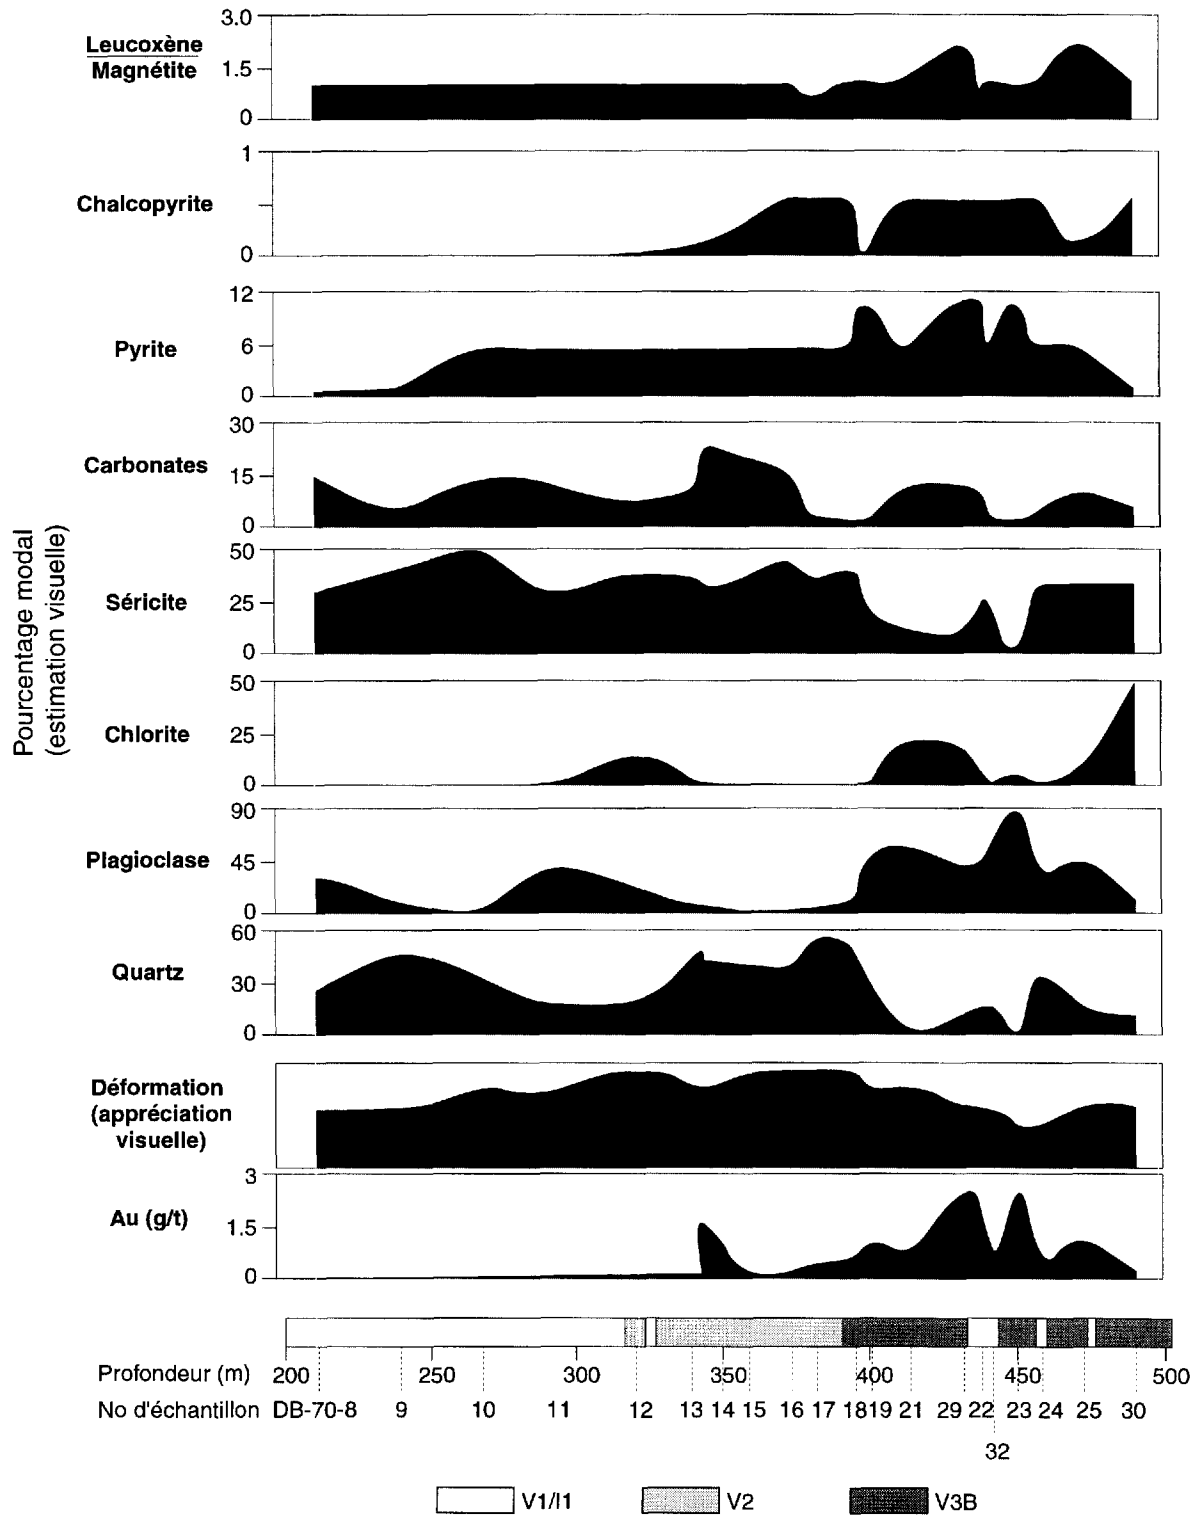 3.0
Leucoxène
Magnétite
1.5
0
1
Chalcopyrite
0
12
Pyrite
6
0
30
Carbonates
15
0
Pourcentage modal
(estimation visuelle)
50
Séricite
25
0
50
Chlorite
25
0
90
Plagioclase
45
0
60
Quartz
30
0
Déformation
(appréciation
visuelle)
3
Au (g/t)
1.5
0
Profondeur (m) 200 250 300 350 400 450 500
No d'échantillon DB-70-8 9 10 11 12 13 14 15 16 17 18 19 21 29 22 23 24 25 30
32
V1/I1 V2 V3B